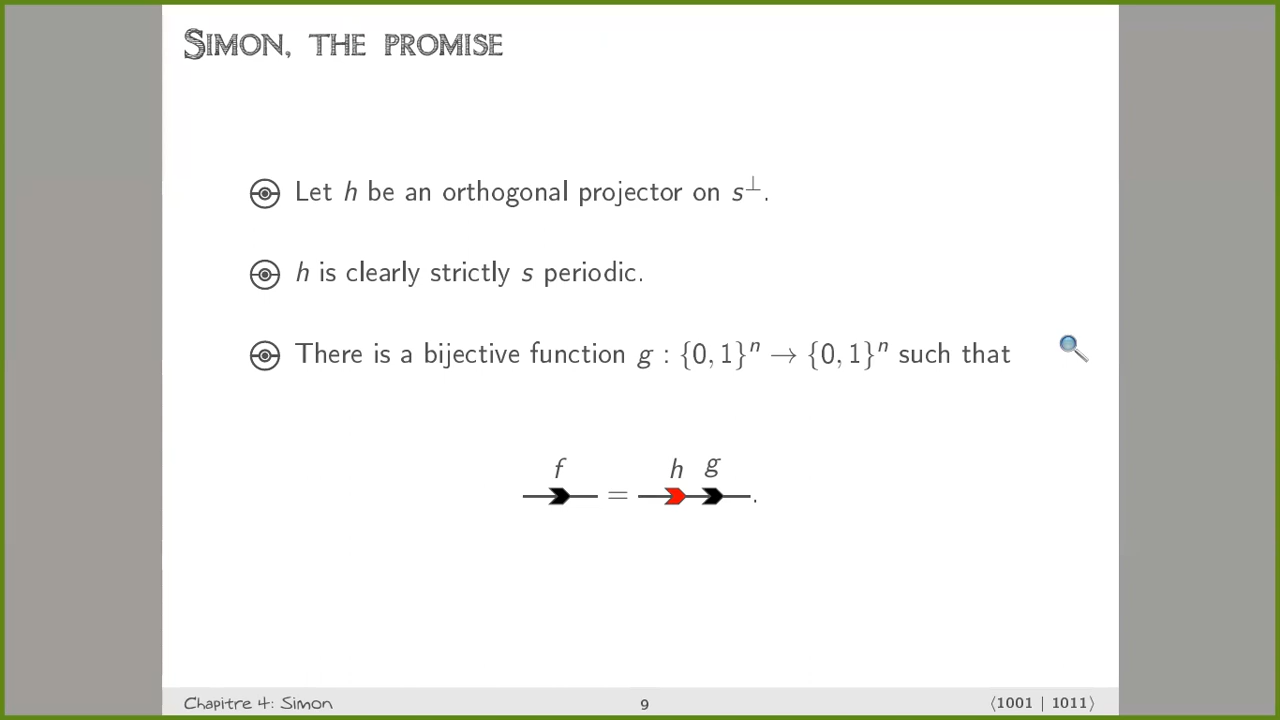 SIMON, THE PROMISE
Let h be an orthogonal projector on s⊥.
h is clearly strictly s periodic.
There is a bijective function g : {0, 1}ⁿ → {0, 1}ⁿ such that
f h g
= .
Chapitre 4: Simon 9 ⟨1001 | 1011⟩